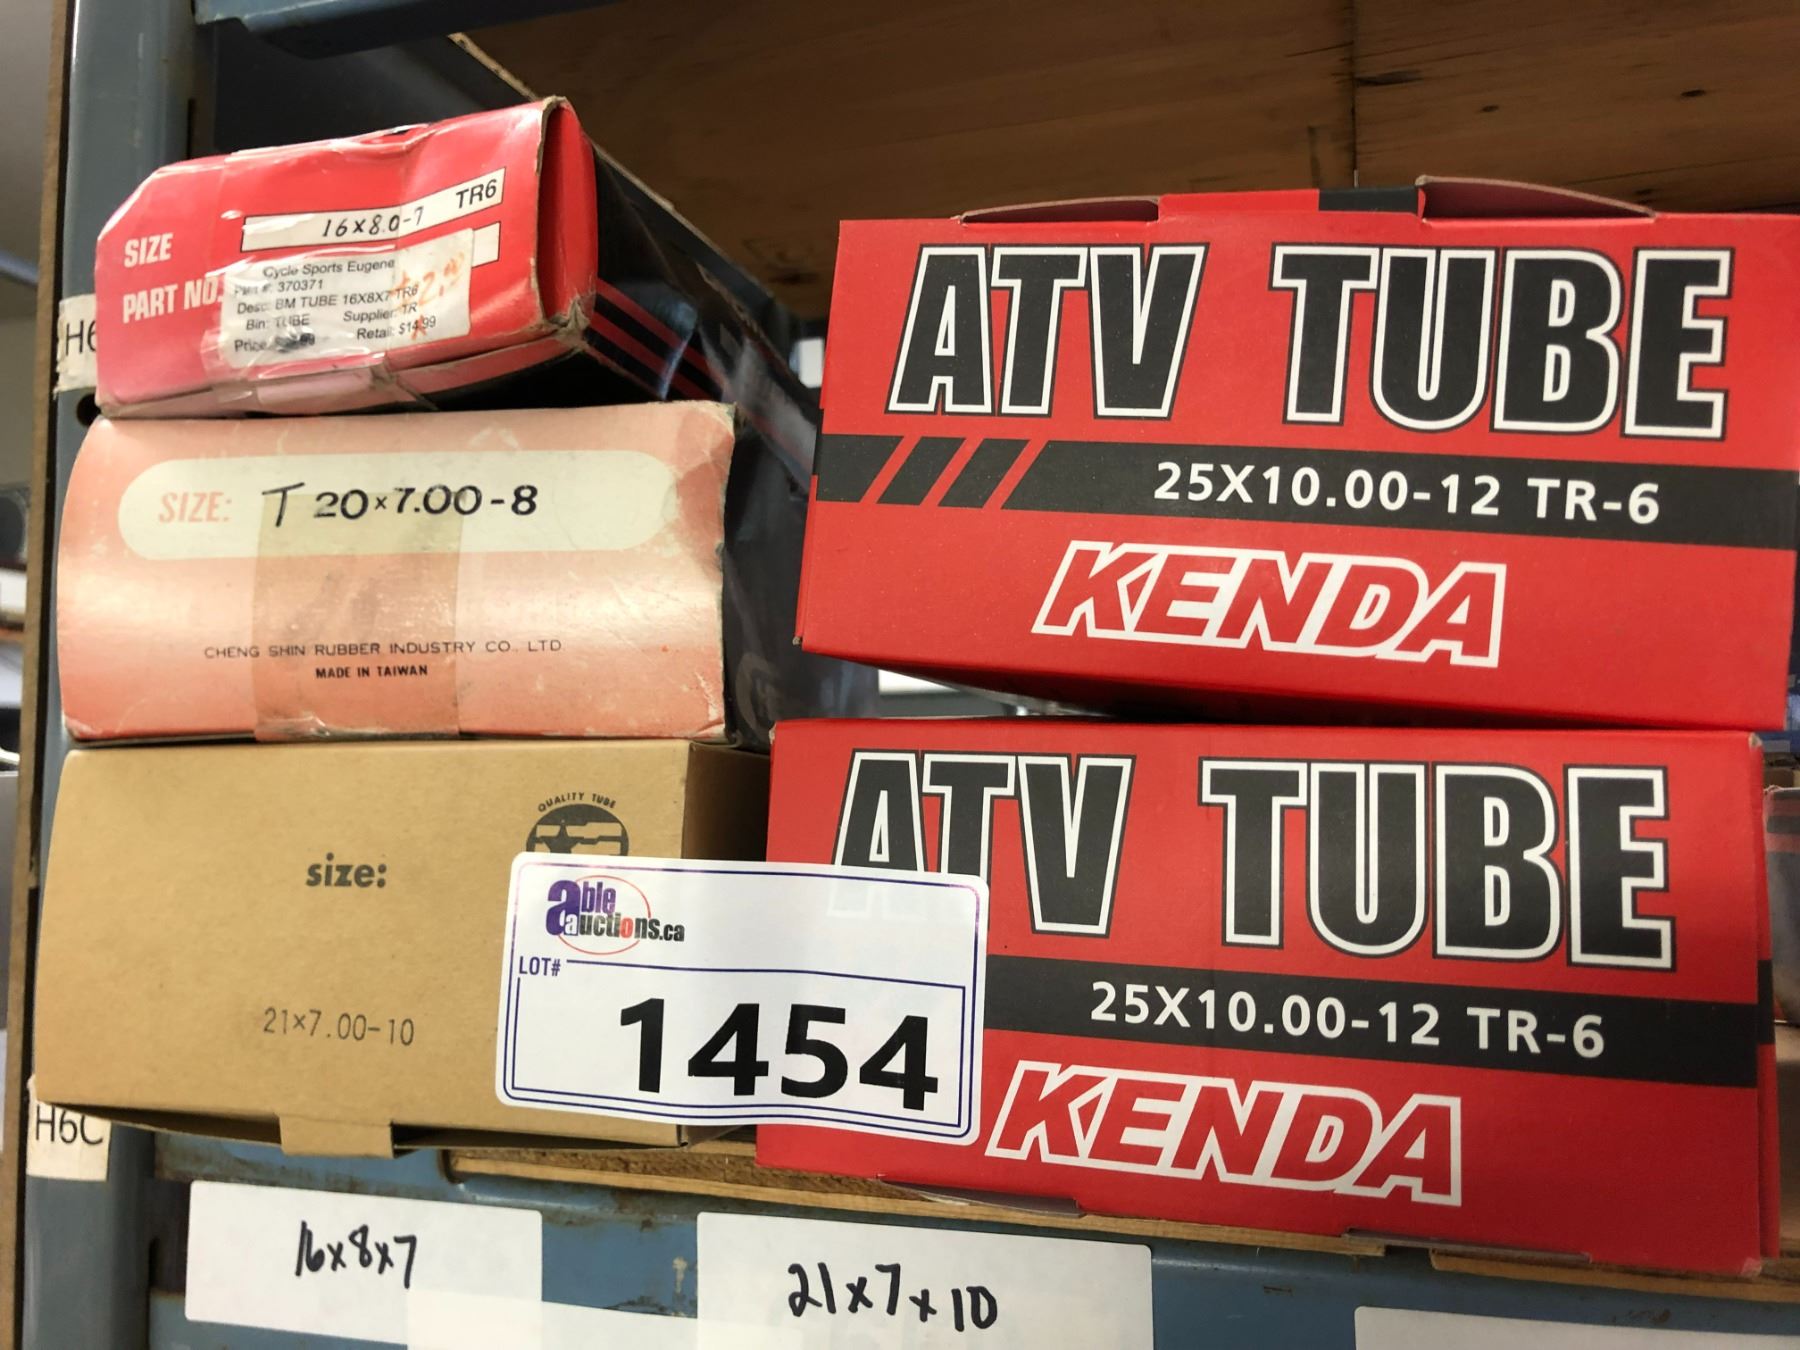 SIZE
16x8.0-7 TR6
PART NO.
Cycle Sports Eugene
Part #: 370371
Desc: BM TUBE 16X8X7 TR6
Bin: TUBE Supplier: TR
Price: Retail: $14.99
H6
SIZE: T 20x7.00-8
CHENG SHIN RUBBER INDUSTRY CO., LTD
MADE IN TAIWAN
QUALITY TUBE
size:
21x7.00-10
able
auctions.ca
LOT#
1454
ATV TUBE
25X10.00-12 TR-6
KENDA
ATV TUBE
25X10.00-12 TR-6
KENDA
H6C
16x8x7
21x7x10